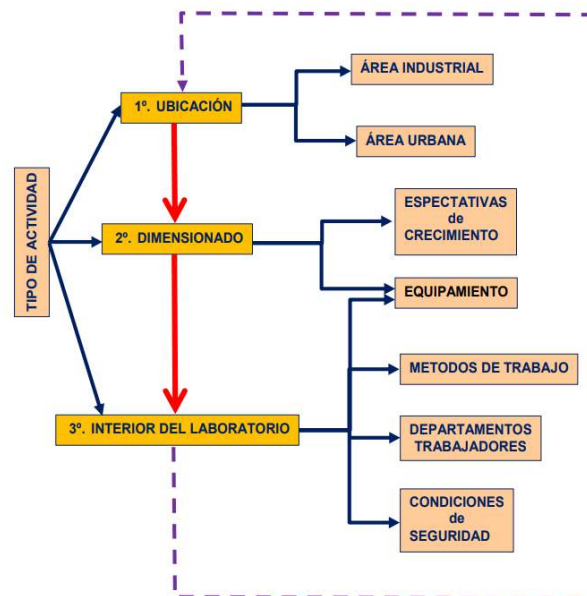 ÁREA INDUSTRIAL
1º. UBICACIÓN
ÁREA URBANA
TIPO DE ACTIVIDAD
ESPECTATIVAS
de
CRECIMIENTO
2º. DIMENSIONADO
EQUIPAMIENTO
METODOS DE TRABAJO
3º. INTERIOR DEL LABORATORIO
DEPARTAMENTOS
TRABAJADORES
CONDICIONES
de
SEGURIDAD